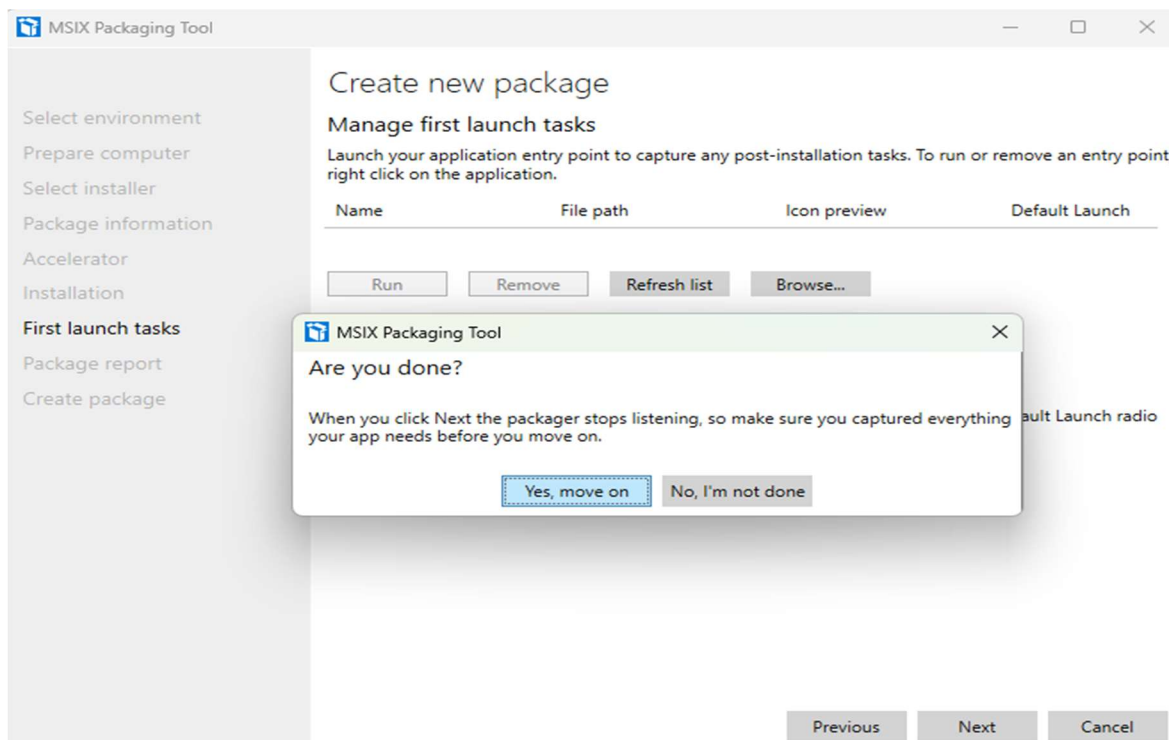 MSIX Packaging Tool
Create new package
Select environment
Prepare computer
Select installer
Package information
Accelerator
Installation
First launch tasks
Package report
Create package
Manage first launch tasks
Launch your application entry point to capture any post-installation tasks. To run or remove an entry point
right click on the application.
Name File path Icon preview Default Launch
Run Remove Refresh list Browse...
MSIX Packaging Tool
Are you done?
When you click Next the packager stops listening, so make sure you captured everything
your app needs before you move on.
ault Launch radio
Yes, move on No, I'm not done
Previous Next Cancel